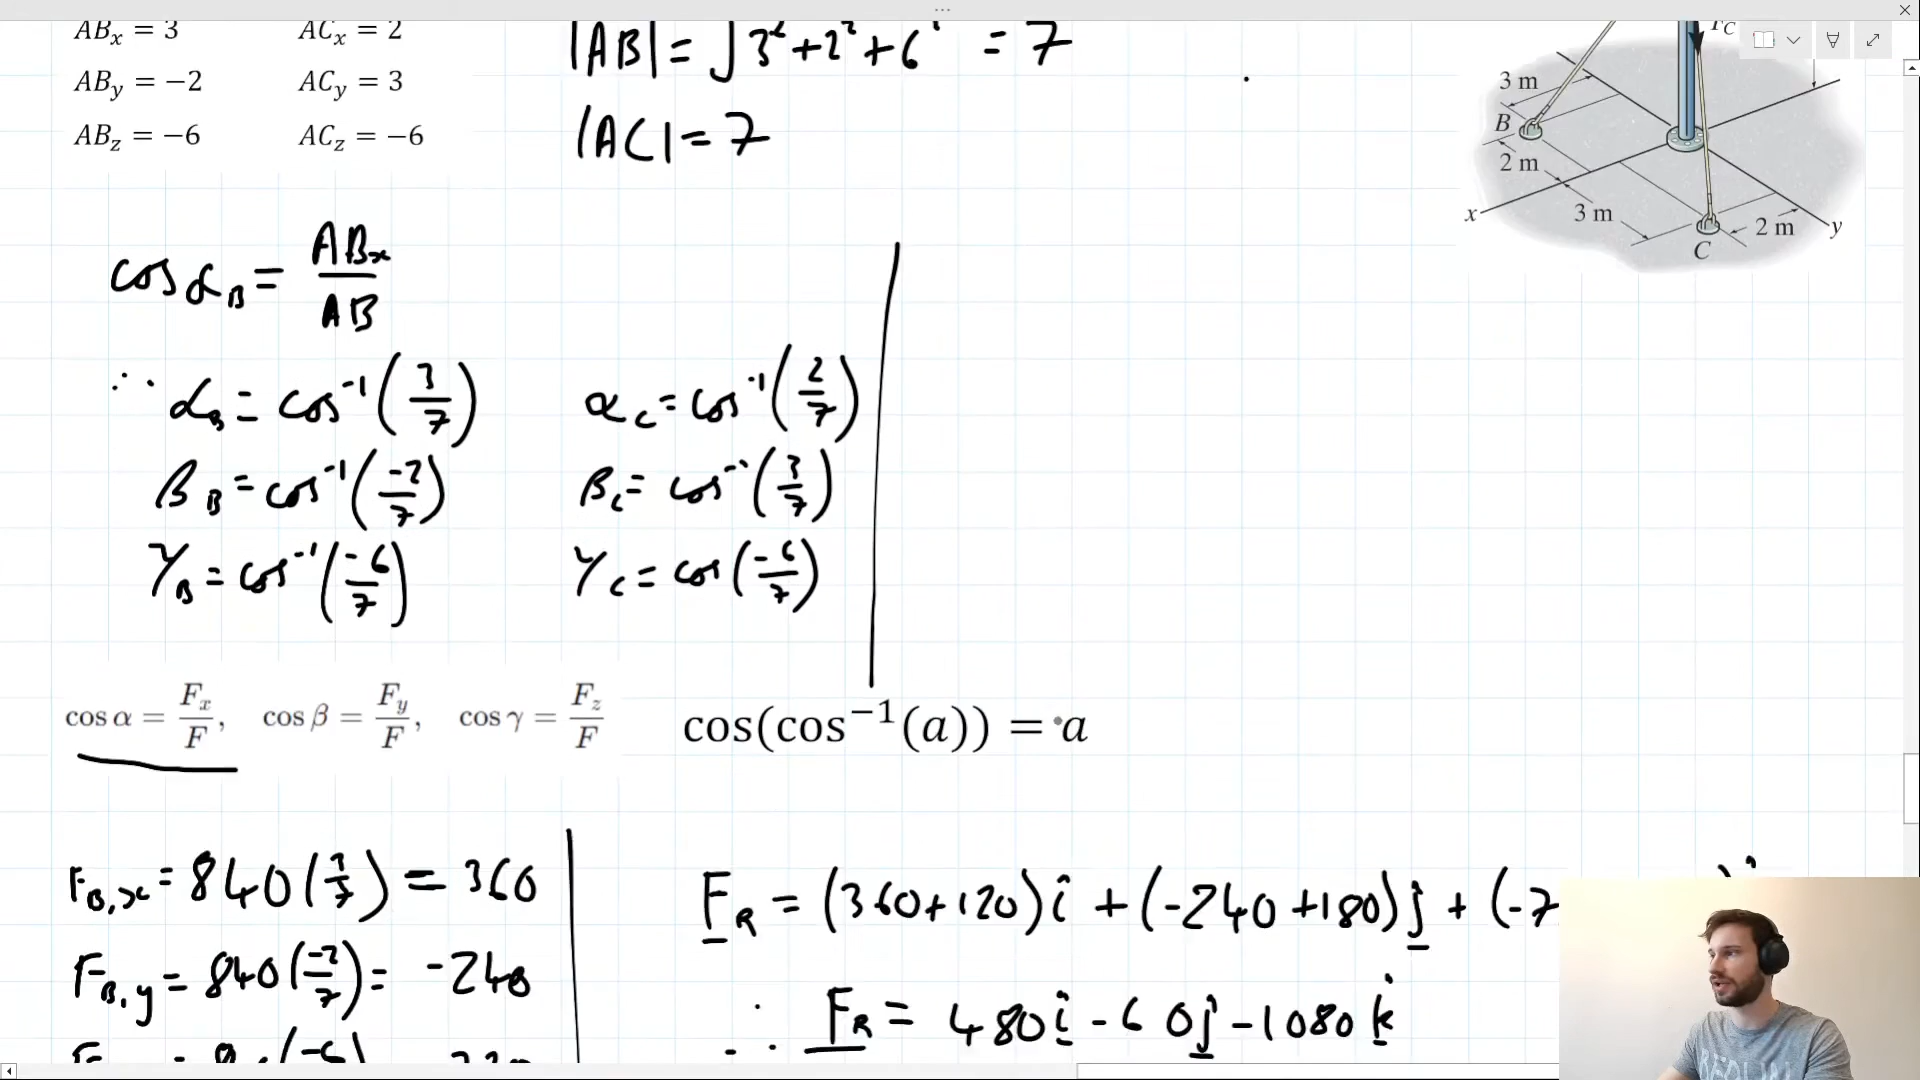 AB_x = 3 AC_x = 2
AB_y = −2 AC_y = 3
AB_z = −6 AC_z = −6
|AB| = √3²+2²+6² = 7
|AC| = 7
F_C
3 m
B
2 m
x
3 m
2 m
y
C
cos α_B = AB_x / AB
∴ α_B = cos⁻¹(3/7) α_C = cos⁻¹(2/7)
β_B = cos⁻¹(-2/7) β_C = cos⁻¹(3/7)
γ_B = cos⁻¹(-6/7) γ_C = cos(-6/7)
cos α = F_x/F, cos β = F_y/F, cos γ = F_z/F
cos(cos⁻¹(a)) = a
F_B,x = 840(3/7) = 360
F_B,y = 840(-2/7) = -240
F_R = (360+120)i + (-240+180)j + (-7
∴ F_R = 480i - 60j - 1080k